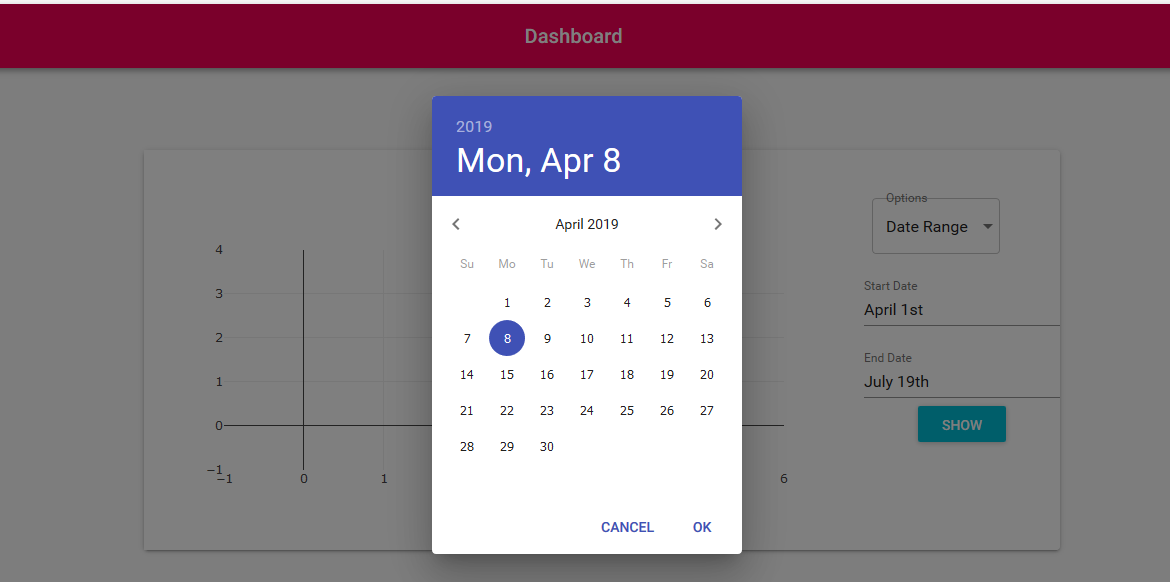 Dashboard
2019
Mon, Apr 8
April 2019
Su Mo Tu We Th Fr Sa
1 2 3 4 5 6
7 8 9 10 11 12 13
14 15 16 17 18 19 20
21 22 23 24 25 26 27
28 29 30
CANCEL OK
4
3
2
1
0
−1
−1 0 1 6
Options
Date Range
Start Date
April 1st
End Date
July 19th
SHOW